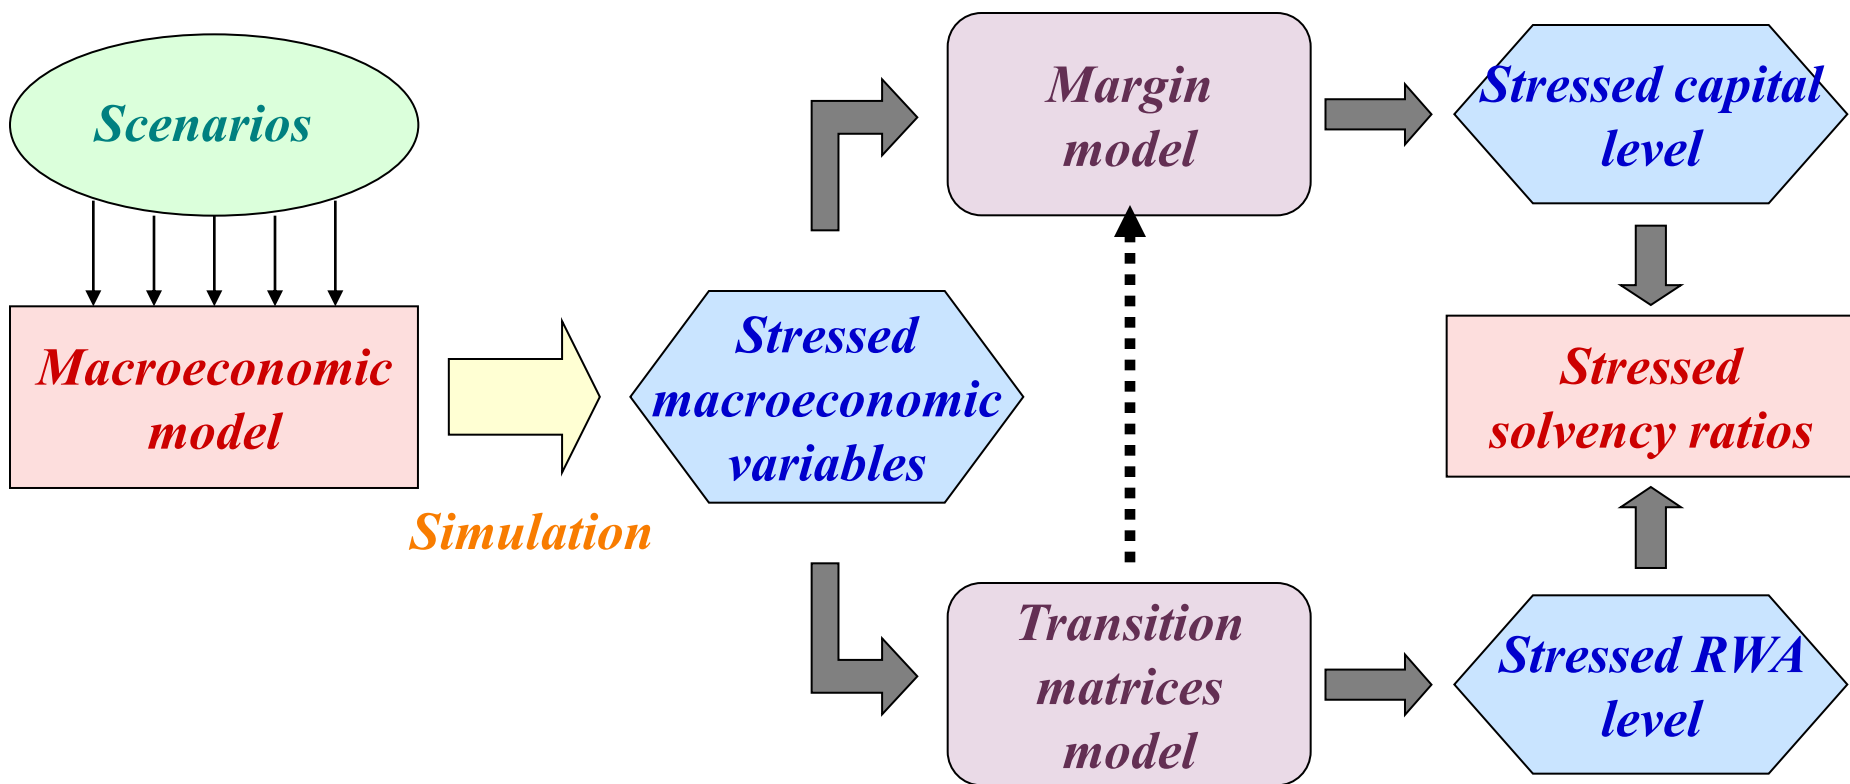 Scenarios
Macroeconomic
model
Simulation
Stressed
macroeconomic
variables
Margin
model
Transition
matrices
model
Stressed capital
level
Stressed
solvency ratios
Stressed RWA
level